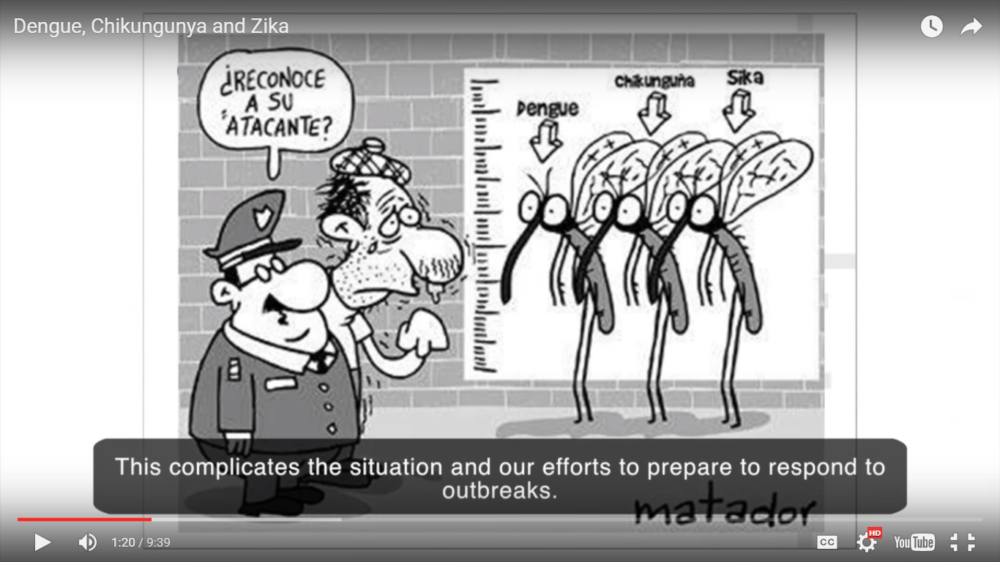 Dengue, Chikungunya and Zika
¿RECONOCE
A SU
ATACANTE?
Dengue
Chikunguña
Sika
This complicates the situation and our efforts to prepare to respond to
outbreaks.
matador
1:20 / 9:39
CC
HD
YouTube